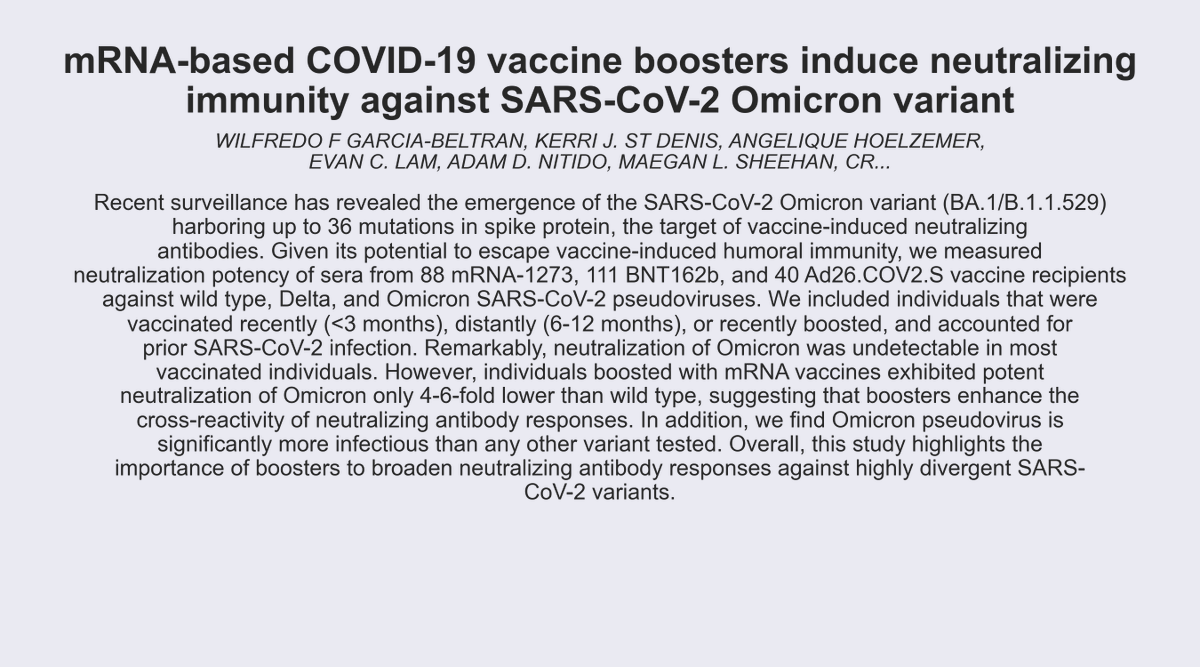 mRNA-based COVID-19 vaccine boosters induce neutralizing
immunity against SARS-CoV-2 Omicron variant
WILFREDO F GARCIA-BELTRAN, KERRI J. ST DENIS, ANGELIQUE HOELZEMER,
EVAN C. LAM, ADAM D. NITIDO, MAEGAN L. SHEEHAN, CR...
Recent surveillance has revealed the emergence of the SARS-CoV-2 Omicron variant (BA.1/B.1.1.529)
harboring up to 36 mutations in spike protein, the target of vaccine-induced neutralizing
antibodies. Given its potential to escape vaccine-induced humoral immunity, we measured
neutralization potency of sera from 88 mRNA-1273, 111 BNT162b, and 40 Ad26.COV2.S vaccine recipients
against wild type, Delta, and Omicron SARS-CoV-2 pseudoviruses. We included individuals that were
vaccinated recently (<3 months), distantly (6-12 months), or recently boosted, and accounted for
prior SARS-CoV-2 infection. Remarkably, neutralization of Omicron was undetectable in most
vaccinated individuals. However, individuals boosted with mRNA vaccines exhibited potent
neutralization of Omicron only 4-6-fold lower than wild type, suggesting that boosters enhance the
cross-reactivity of neutralizing antibody responses. In addition, we find Omicron pseudovirus is
significantly more infectious than any other variant tested. Overall, this study highlights the
importance of boosters to broaden neutralizing antibody responses against highly divergent SARS-
CoV-2 variants.